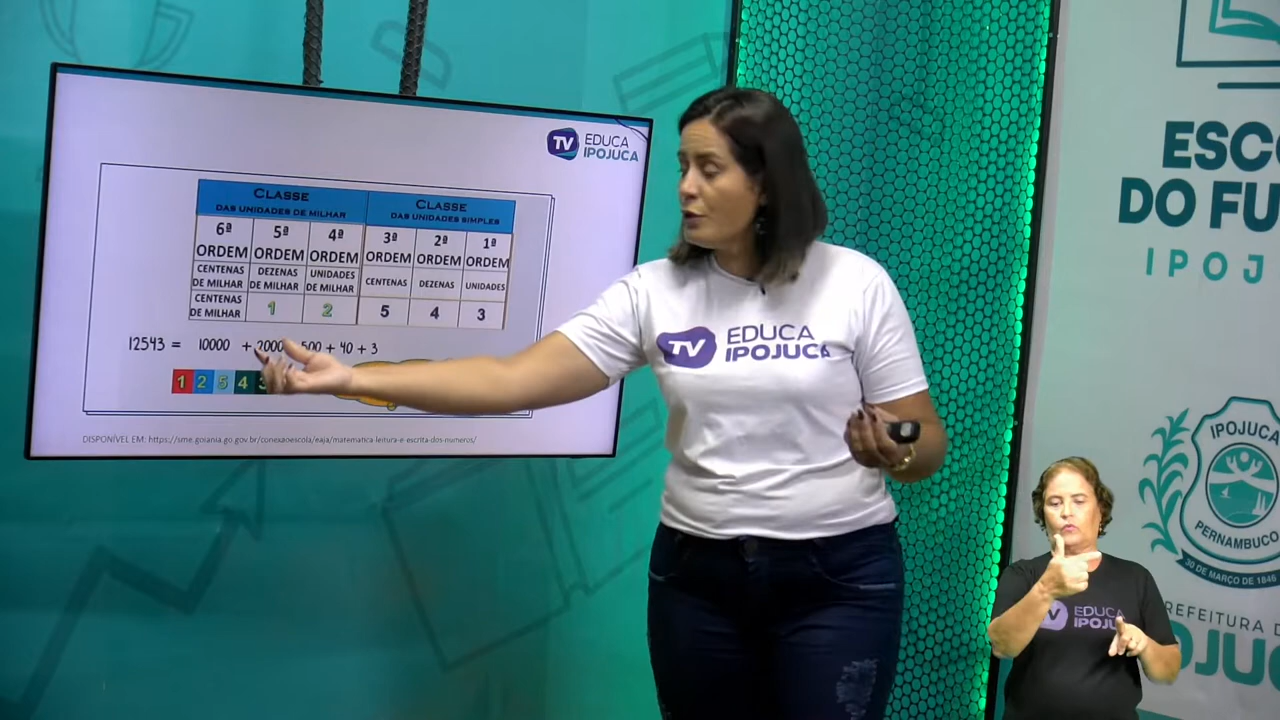 TV EDUCA
IPOJUCA
CLASSE
DAS UNIDADES DE MILHAR
CLASSE
DAS UNIDADES SIMPLES
6ª ORDEM 5ª ORDEM 4ª ORDEM 3ª ORDEM 2ª ORDEM 1ª ORDEM
CENTENAS DE MILHAR DEZENAS DE MILHAR UNIDADES DE MILHAR CENTENAS DEZENAS UNIDADES
CENTENAS DE MILHAR 1 2 5 4 3
12543 = 10000 + 2000 500 + 40 + 3
1 2 5 4 3
DISPONÍVEL EM: https://sme.goiania.go.gov.br/conexaoescola/eaja/matematica-leitura-e-escrita-dos-numeros/
TV EDUCA
IPOJUCA
ESC
DO FU
IPOJ
IPOJUCA
PERNAMBUCO
30 DE MARÇO DE 1846
REFEITURA D
OJUC
TV EDUCA
IPOJU